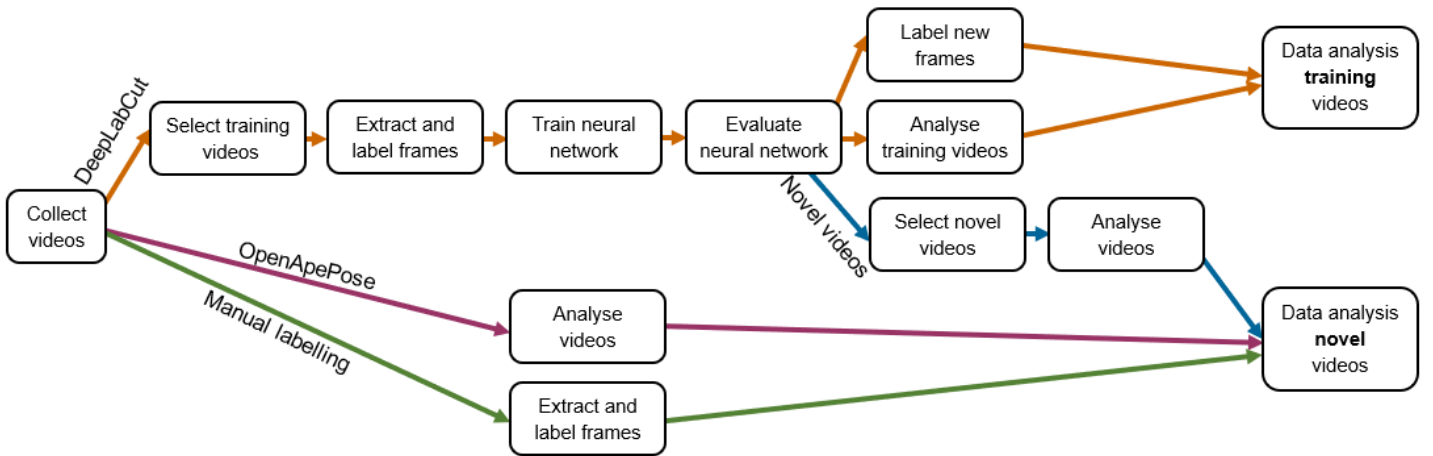 Label new
frames
Data analysis
training
videos
DeepLabCut
Select training
videos
Extract and
label frames
Train neural
network
Evaluate
neural network
Analyse
training videos
Collect
videos
Novel videos
Select novel
videos
Analyse
videos
OpenApePose
Manual labelling
Analyse
videos
Data analysis
novel
videos
Extract and
label frames